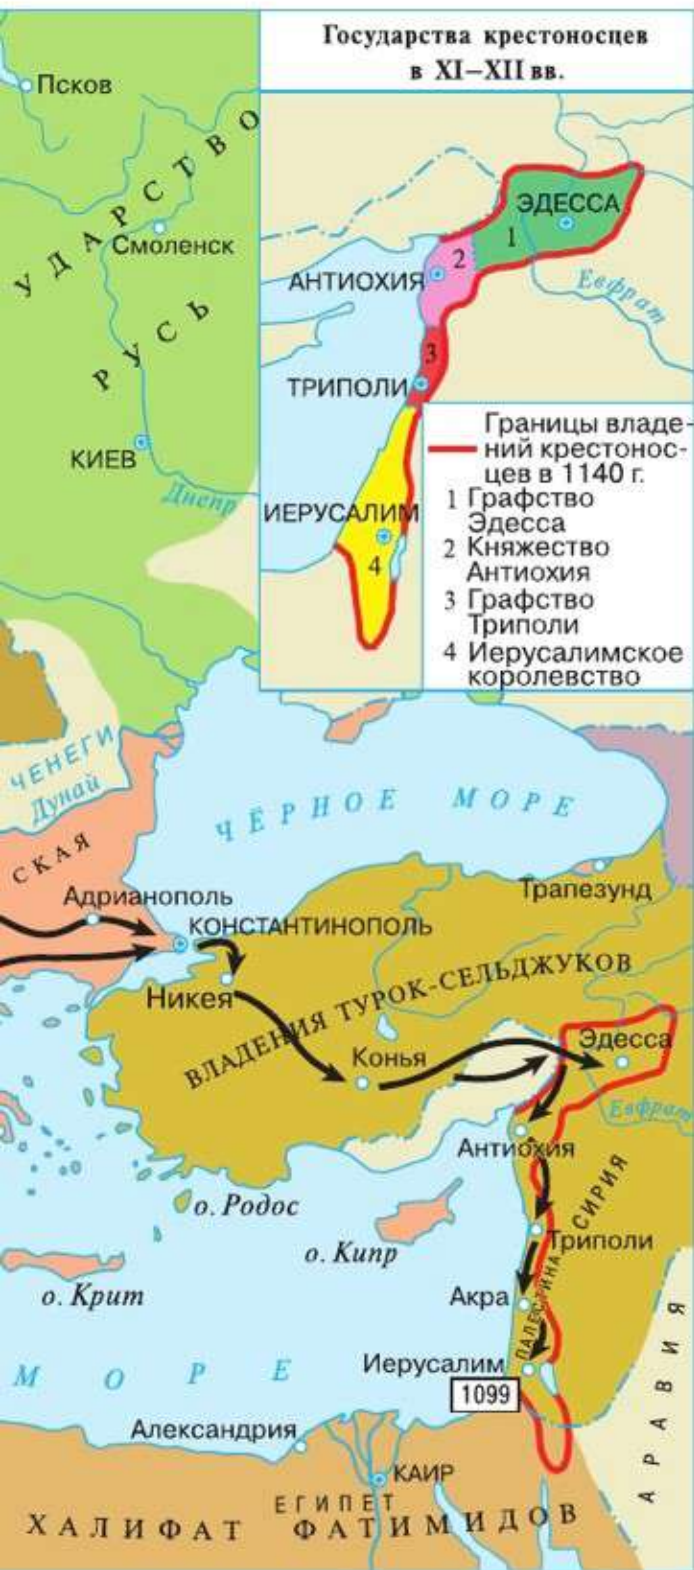 Государства крестоносцев
в XI–XII вв.
Псков
УДАРСТВО
Смоленск
РУСЬ
КИЕВ
Днепр
ЭДЕССА
1
2
АНТИОХИЯ
Евфрат
3
ТРИПОЛИ
ИЕРУСАЛИМ
4
Границы владе-
ний крестонос-
цев в 1140 г.
1 Графство
Эдесса
2 Княжество
Антиохия
3 Графство
Триполи
4 Иерусалимское
королевство
ЧЕНЕГИ
Дунай
ЧЁРНОЕ МОРЕ
СКАЯ
Адрианополь
КОНСТАНТИНОПОЛЬ
Трапезунд
Никея
ВЛАДЕНИЯ ТУРОК-СЕЛЬДЖУКОВ
Конья
Эдесса
Евфрат
Антиохия
СИРИЯ
о. Родос
о. Кипр
Триполи
о. Крит
Акра
ПАЛЕСТИНА
Иерусалим
1099
МОРЕ
АРАВИЯ
Александрия
КАИР
ЕГИПЕТ
ХАЛИФАТ ФАТИМИДОВ